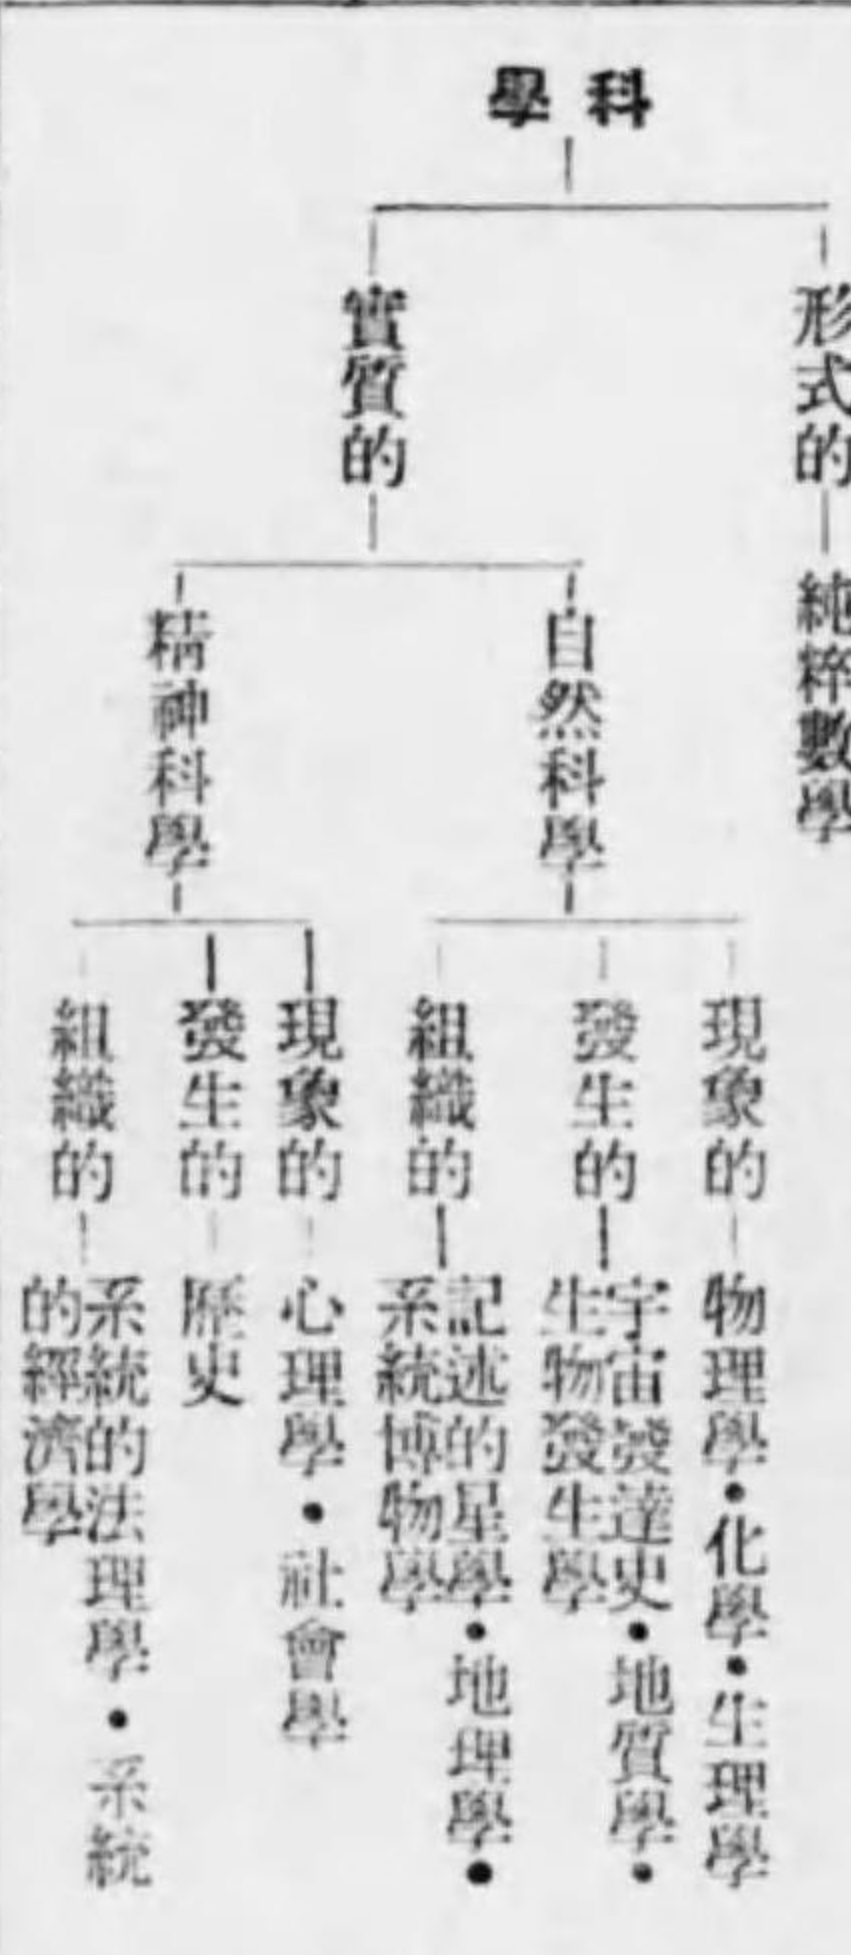 科學
形式的
純粹數學
實質的
自然科學
現象的
物理學・化學・生理學
發生的
宇宙發達史・地質學・
生物發生學
組織的
記述的星學・地理學・
系統博物學
精神科學
現象的
心理學・社會學
發生的
歷史
組織的
系統的法理學・系統
的經濟學